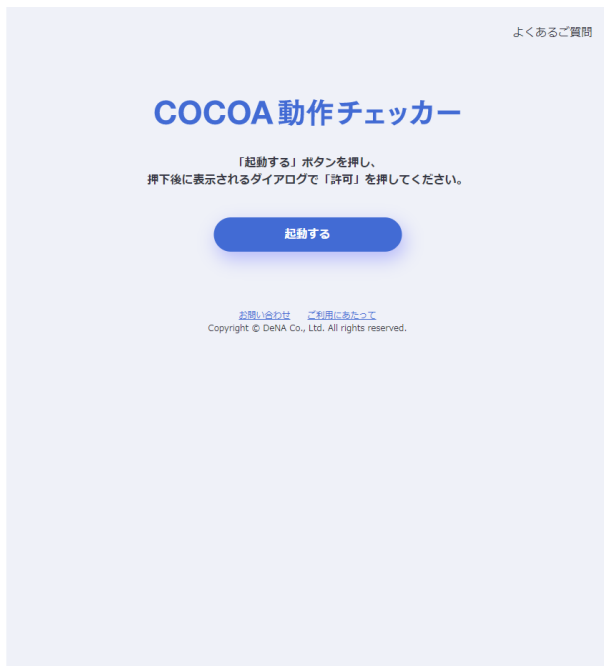 よくあるご質問
COCOA 動作チェッカー
「起動する」ボタンを押し、
押下後に表示されるダイアログで「許可」を押してください。
起動する
お問い合わせ ご利用にあたって
Copyright © DeNA Co., Ltd. All rights reserved.